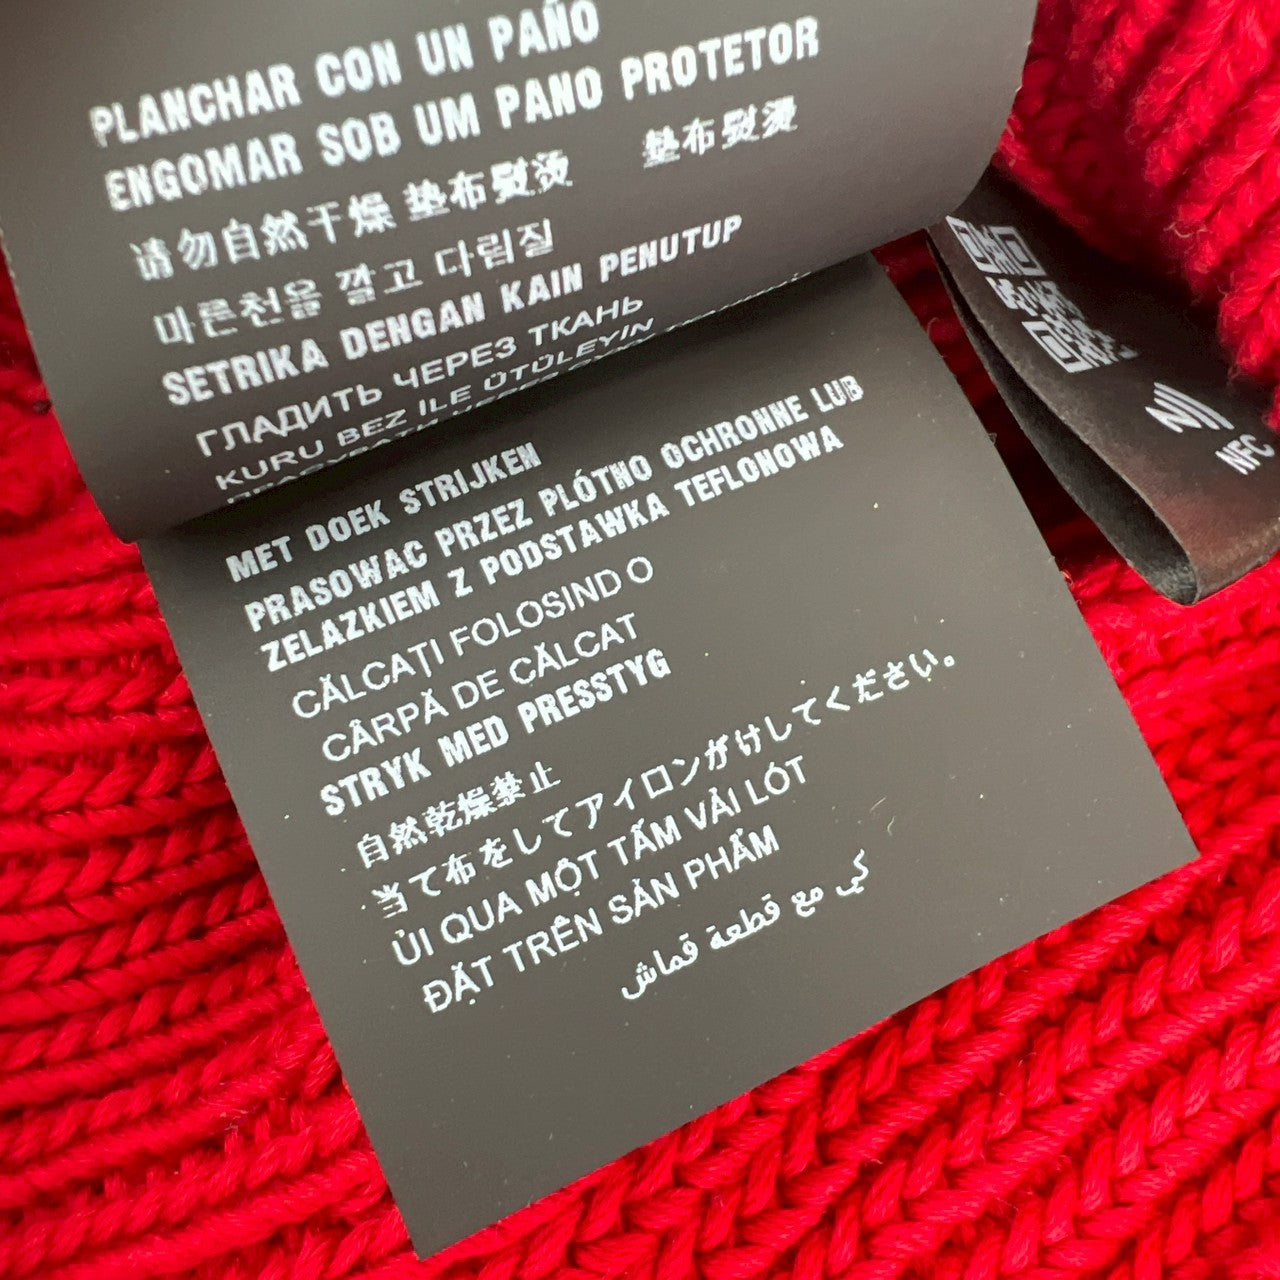 PLANCHAR CON UN PAÑO
ENGOMAR SOB UM PANO PROTETOR
请勿自然干燥 垫布熨烫 垫布熨烫
마른천을 깔고 다림질
SETRIKA DENGAN KAIN PENUTUP
ГЛАДИТЬ ЧЕРЕЗ ТКАНЬ
KURU BEZ ILE ÜTÜLEYIN
MET DOEK STRIJKEN
PRASOWAC PRZEZ PLÓTNO OCHRONNE LUB
ZELAZKIEM Z PODSTAWKA TEFLONOWA
CĂLCAȚI FOLOSIND O
CÂRPĂ DE CĂLCAT
STRYK MED PRESSTYG
自然乾燥禁止
当て布をしてアイロンがけしてください。
ỦI QUA MỘT TẤM VẢI LÓT
ĐẶT TRÊN SẢN PHẨM
كي مع قطعة قماش
NFC